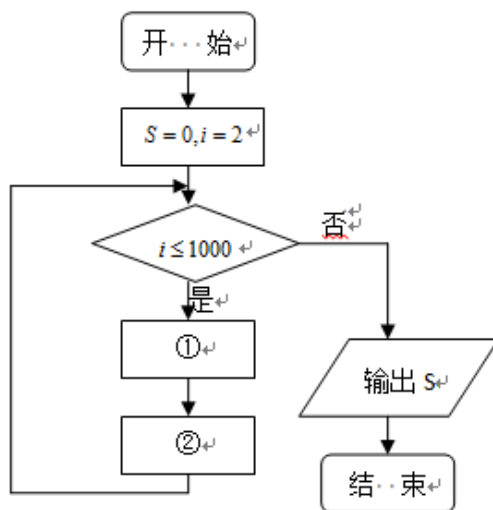 开···始↵
S = 0, i = 2↵
i ≤ 1000↵
否↵
是↵
①↵
②↵
输出 S↵
结··束↵